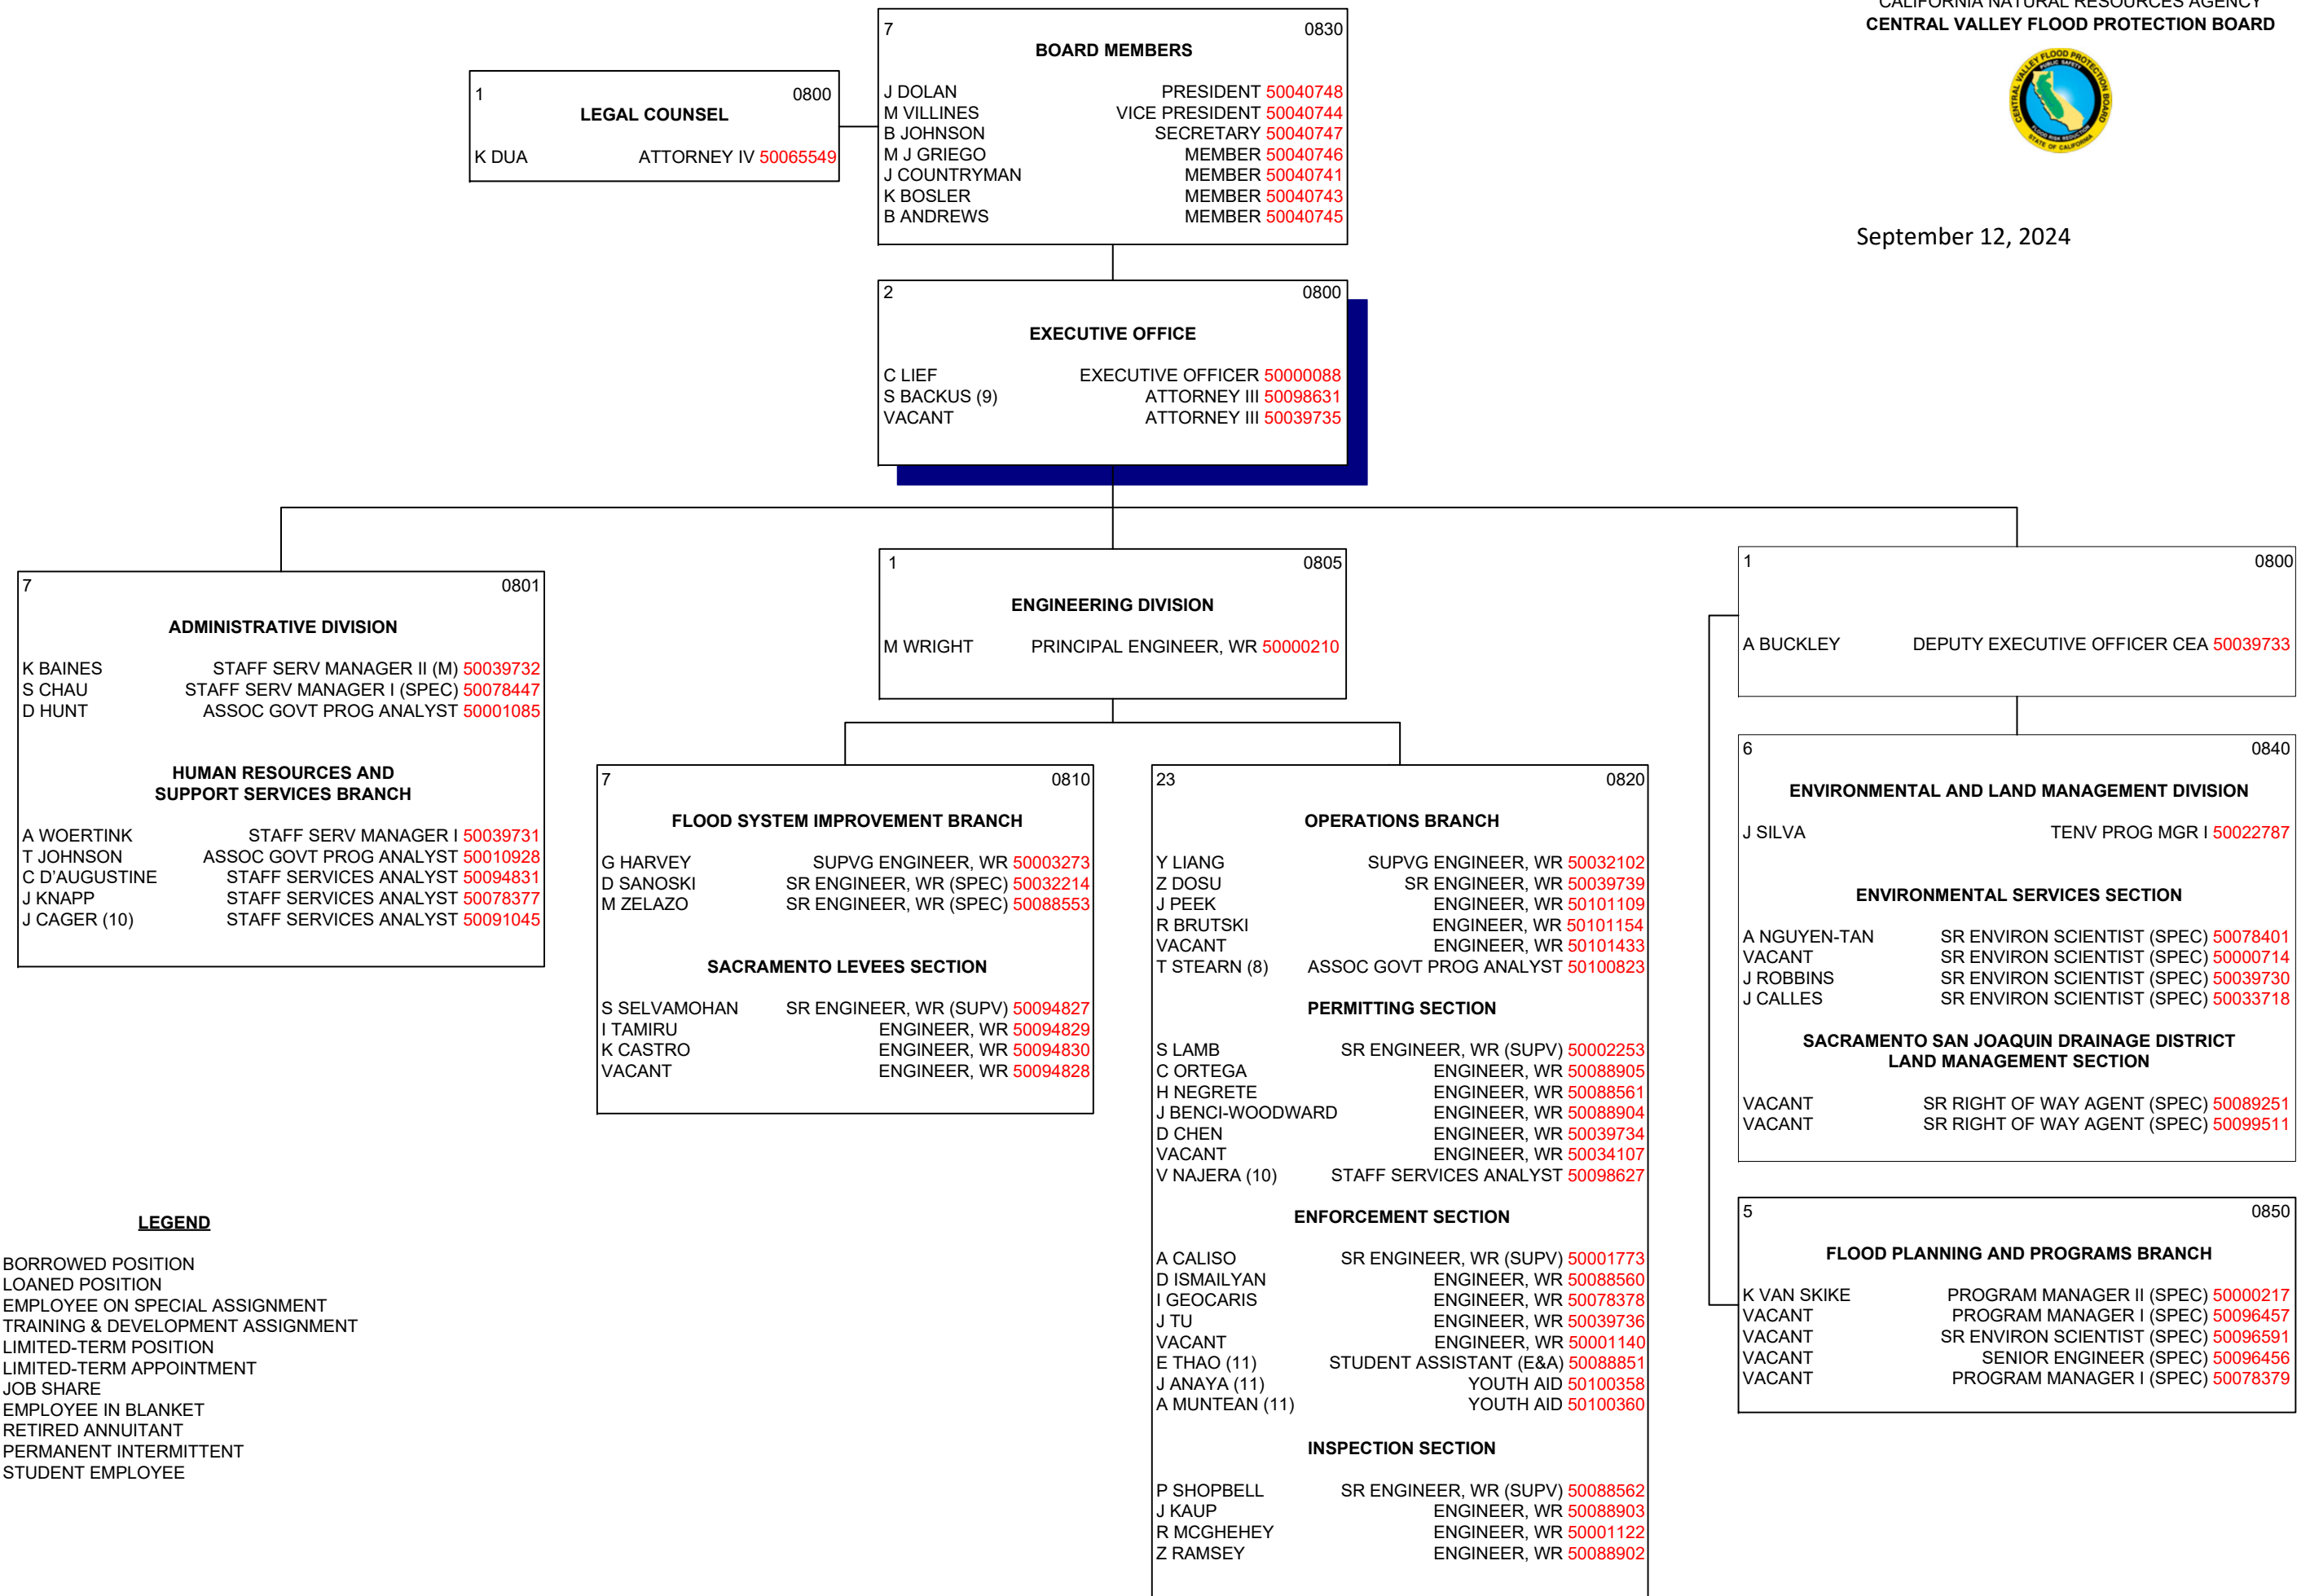 CALIFORNIA NATURAL RESOURCES AGENCY
CENTRAL VALLEY FLOOD PROTECTION BOARD
CENTRAL VALLEY FLOOD PROTECTION BOARD
PUBLIC SAFETY
FLOOD RISK REDUCTION
STATE OF CALIFORNIA
September 12, 2024
7 0830
BOARD MEMBERS
J DOLAN PRESIDENT 50040748
M VILLINES VICE PRESIDENT 50040744
B JOHNSON SECRETARY 50040747
M J GRIEGO MEMBER 50040746
J COUNTRYMAN MEMBER 50040741
K BOSLER MEMBER 50040743
B ANDREWS MEMBER 50040745
1 0800
LEGAL COUNSEL
K DUA ATTORNEY IV 50065549
2 0800
EXECUTIVE OFFICE
C LIEF EXECUTIVE OFFICER 50000088
S BACKUS (9) ATTORNEY III 50098631
VACANT ATTORNEY III 50039735
7 0801
ADMINISTRATIVE DIVISION
K BAINES STAFF SERV MANAGER II (M) 50039732
S CHAU STAFF SERV MANAGER I (SPEC) 50078447
D HUNT ASSOC GOVT PROG ANALYST 50001085
HUMAN RESOURCES AND
SUPPORT SERVICES BRANCH
A WOERTINK STAFF SERV MANAGER I 50039731
T JOHNSON ASSOC GOVT PROG ANALYST 50010928
C D'AUGUSTINE STAFF SERVICES ANALYST 50094831
J KNAPP STAFF SERVICES ANALYST 50078377
J CAGER (10) STAFF SERVICES ANALYST 50091045
1 0805
ENGINEERING DIVISION
M WRIGHT PRINCIPAL ENGINEER, WR 50000210
7 0810
FLOOD SYSTEM IMPROVEMENT BRANCH
G HARVEY SUPVG ENGINEER, WR 50003273
D SANOSKI SR ENGINEER, WR (SPEC) 50032214
M ZELAZO SR ENGINEER, WR (SPEC) 50088553
SACRAMENTO LEVEES SECTION
S SELVAMOHAN SR ENGINEER, WR (SUPV) 50094827
I TAMIRU ENGINEER, WR 50094829
K CASTRO ENGINEER, WR 50094830
VACANT ENGINEER, WR 50094828
23 0820
OPERATIONS BRANCH
Y LIANG SUPVG ENGINEER, WR 50032102
Z DOSU SR ENGINEER, WR 50039739
J PEEK ENGINEER, WR 50101109
R BRUTSKI ENGINEER, WR 50101154
VACANT ENGINEER, WR 50101433
T STEARN (8) ASSOC GOVT PROG ANALYST 50100823
PERMITTING SECTION
S LAMB SR ENGINEER, WR (SUPV) 50002253
C ORTEGA ENGINEER, WR 50088905
H NEGRETE ENGINEER, WR 50088561
J BENCI-WOODWARD ENGINEER, WR 50088904
D CHEN ENGINEER, WR 50039734
VACANT ENGINEER, WR 50034107
V NAJERA (10) STAFF SERVICES ANALYST 50098627
ENFORCEMENT SECTION
A CALISO SR ENGINEER, WR (SUPV) 50001773
D ISMAILYAN ENGINEER, WR 50088560
I GEOCARIS ENGINEER, WR 50078378
J TU ENGINEER, WR 50039736
VACANT ENGINEER, WR 50001140
E THAO (11) STUDENT ASSISTANT (E&A) 50088851
J ANAYA (11) YOUTH AID 50100358
A MUNTEAN (11) YOUTH AID 50100360
INSPECTION SECTION
P SHOPBELL SR ENGINEER, WR (SUPV) 50088562
J KAUP ENGINEER, WR 50088903
R MCGHEHEY ENGINEER, WR 50001122
Z RAMSEY ENGINEER, WR 50088902
1 0800
A BUCKLEY DEPUTY EXECUTIVE OFFICER CEA 50039733
6 0840
ENVIRONMENTAL AND LAND MANAGEMENT DIVISION
J SILVA TENV PROG MGR I 50022787
ENVIRONMENTAL SERVICES SECTION
A NGUYEN-TAN SR ENVIRON SCIENTIST (SPEC) 50078401
VACANT SR ENVIRON SCIENTIST (SPEC) 50000714
J ROBBINS SR ENVIRON SCIENTIST (SPEC) 50039730
J CALLES SR ENVIRON SCIENTIST (SPEC) 50033718
SACRAMENTO SAN JOAQUIN DRAINAGE DISTRICT
LAND MANAGEMENT SECTION
VACANT SR RIGHT OF WAY AGENT (SPEC) 50089251
VACANT SR RIGHT OF WAY AGENT (SPEC) 50099511
5 0850
FLOOD PLANNING AND PROGRAMS BRANCH
K VAN SKIKE PROGRAM MANAGER II (SPEC) 50000217
VACANT PROGRAM MANAGER I (SPEC) 50096457
VACANT SR ENVIRON SCIENTIST (SPEC) 50096591
VACANT SENIOR ENGINEER (SPEC) 50096456
VACANT PROGRAM MANAGER I (SPEC) 50078379
LEGEND
BORROWED POSITION
LOANED POSITION
EMPLOYEE ON SPECIAL ASSIGNMENT
TRAINING & DEVELOPMENT ASSIGNMENT
LIMITED-TERM POSITION
LIMITED-TERM APPOINTMENT
JOB SHARE
EMPLOYEE IN BLANKET
RETIRED ANNUITANT
PERMANENT INTERMITTENT
STUDENT EMPLOYEE